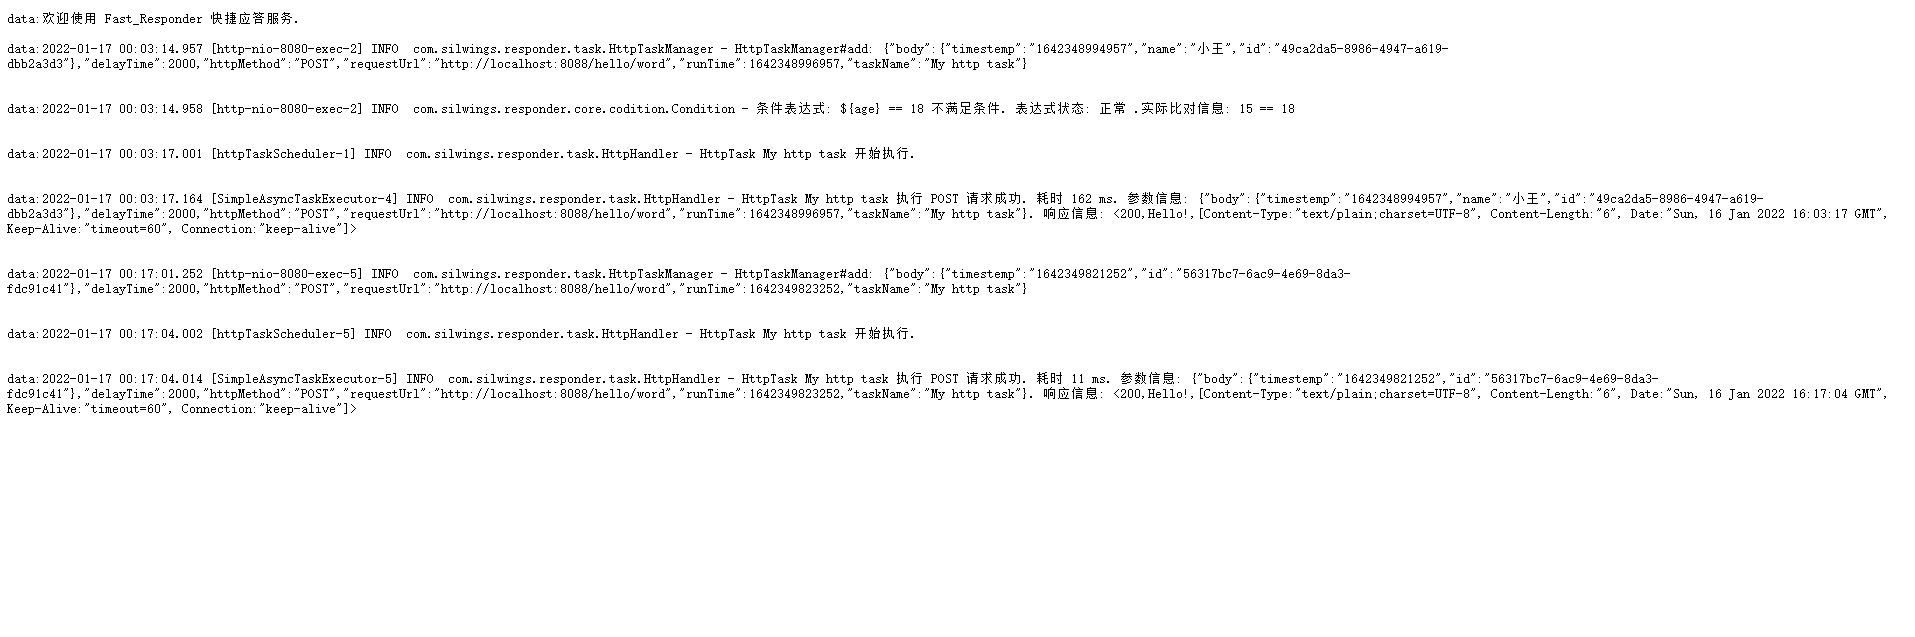 data:欢迎使用 Fast_Responder 快捷应答服务.
data:2022-01-17 00:03:14.957 [http-nio-8080-exec-2] INFO  com.silwings.responder.task.HttpTaskManager - HttpTaskManager#add: {"body":{"timestemp":"1642348994957","name":"小王","id":"49ca2da5-8986-4947-a619-
dbb2a3d3"},"delayTime":2000,"httpMethod":"POST","requestUrl":"http://localhost:8088/hello/word","runTime":1642348996957,"taskName":"My http task"}
data:2022-01-17 00:03:14.958 [http-nio-8080-exec-2] INFO  com.silwings.responder.core.codition.Condition - 条件表达式: ${age} == 18 不满足条件. 表达式状态: 正常 .实际比对信息: 15 == 18
data:2022-01-17 00:03:17.001 [httpTaskScheduler-1] INFO  com.silwings.responder.task.HttpHandler - HttpTask My http task 开始执行.
data:2022-01-17 00:03:17.164 [SimpleAsyncTaskExecutor-4] INFO  com.silwings.responder.task.HttpHandler - HttpTask My http task 执行 POST 请求成功. 耗时 162 ms. 参数信息: {"body":{"timestemp":"1642348994957","name":"小王","id":"49ca2da5-8986-4947-a619-
dbb2a3d3"},"delayTime":2000,"httpMethod":"POST","requestUrl":"http://localhost:8088/hello/word","runTime":1642348996957,"taskName":"My http task"}. 响应信息: <200,Hello!,[Content-Type:"text/plain;charset=UTF-8", Content-Length:"6", Date:"Sun, 16 Jan 2022 16:03:17 GMT",
Keep-Alive:"timeout=60", Connection:"keep-alive"]>
data:2022-01-17 00:17:01.252 [http-nio-8080-exec-5] INFO  com.silwings.responder.task.HttpTaskManager - HttpTaskManager#add: {"body":{"timestemp":"1642349821252","id":"56317bc7-6ac9-4e69-8da3-
fdc91c41"},"delayTime":2000,"httpMethod":"POST","requestUrl":"http://localhost:8088/hello/word","runTime":1642349823252,"taskName":"My http task"}
data:2022-01-17 00:17:04.002 [httpTaskScheduler-5] INFO  com.silwings.responder.task.HttpHandler - HttpTask My http task 开始执行.
data:2022-01-17 00:17:04.014 [SimpleAsyncTaskExecutor-5] INFO  com.silwings.responder.task.HttpHandler - HttpTask My http task 执行 POST 请求成功. 耗时 11 ms. 参数信息: {"body":{"timestemp":"1642349821252","id":"56317bc7-6ac9-4e69-8da3-
fdc91c41"},"delayTime":2000,"httpMethod":"POST","requestUrl":"http://localhost:8088/hello/word","runTime":1642349823252,"taskName":"My http task"}. 响应信息: <200,Hello!,[Content-Type:"text/plain;charset=UTF-8", Content-Length:"6", Date:"Sun, 16 Jan 2022 16:17:04 GMT",
Keep-Alive:"timeout=60", Connection:"keep-alive"]>